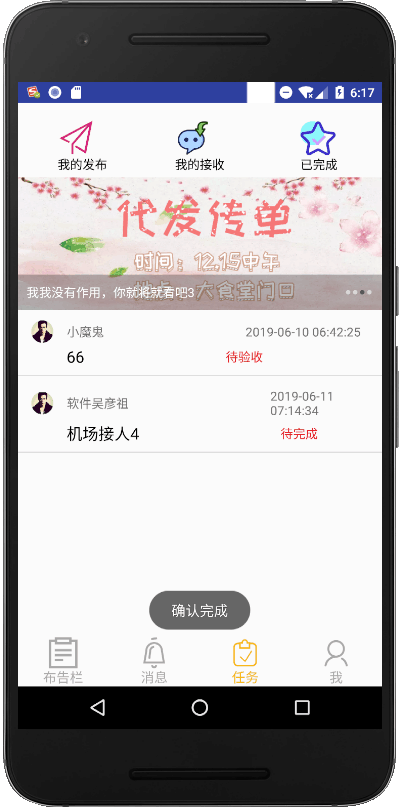 6:17
我的发布
我的接收
已完成
代发传单
时间：12.15中午
地点：大食堂门口
我我没有作用，你就将就看吧3
小魔鬼
2019-06-10 06:42:25
66
待验收
软件吴彦祖
2019-06-11
07:14:34
机场接人4
待完成
确认完成
布告栏
消息
任务
我